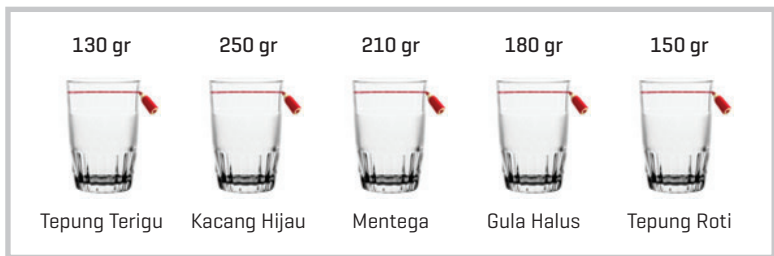 130 gr 250 gr 210 gr 180 gr 150 gr
Tepung Terigu Kacang Hijau Mentega Gula Halus Tepung Roti